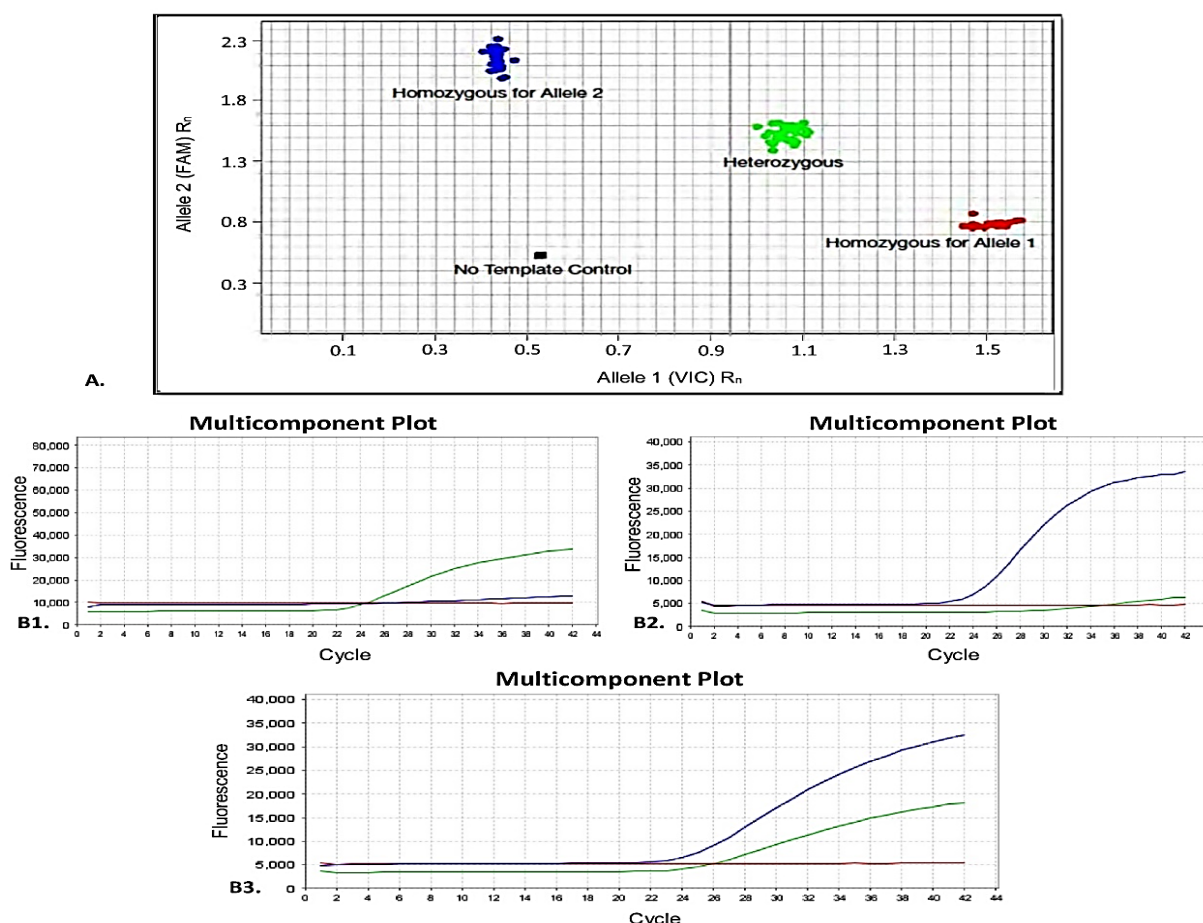 2.3
Homozygous for Allele 2
1.8
Heterozygous
1.3
0.8
Homozygous for Allele 1
No Template Control
0.3
Allele 2 (FAM) Rn
0.1 0.3 0.5 0.7 0.9 1.1 1.3 1.5
Allele 1 (VIC) Rn
A.
Multicomponent Plot
80,000
70,000
60,000
50,000
40,000
30,000
20,000
10,000
0
Fluorescence
0 2 4 6 8 10 12 14 16 18 20 22 24 26 28 30 32 34 36 38 40 42 44
B1.
Cycle
Multicomponent Plot
40,000
35,000
30,000
25,000
20,000
15,000
10,000
5,000
0
Fluorescence
0 2 4 6 8 10 12 14 16 18 20 22 24 26 28 30 32 34 36 38 40 42
B2.
Cycle
Multicomponent Plot
40,000
35,000
30,000
25,000
20,000
15,000
10,000
5,000
0
Fluorescence
0 2 4 6 8 10 12 14 16 18 20 22 24 26 28 30 32 34 36 38 40 42 44
B3.
Cycle